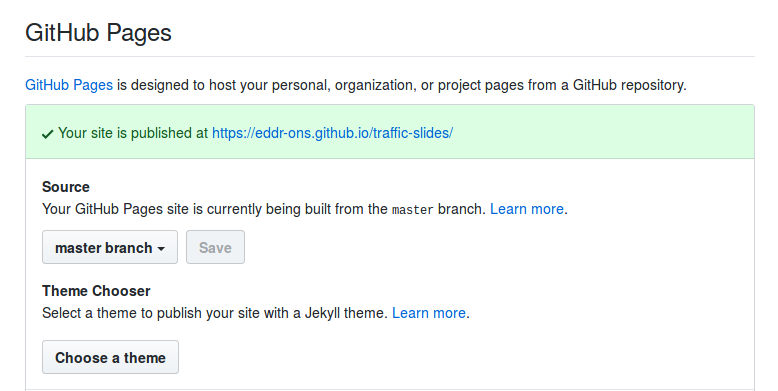 GitHub Pages
GitHub Pages is designed to host your personal, organization, or project pages from a GitHub repository.
Your site is published at https://eddr-ons.github.io/traffic-slides/
Source
Your GitHub Pages site is currently being built from the master branch. Learn more.
master branch Save
Theme Chooser
Select a theme to publish your site with a Jekyll theme. Learn more.
Choose a theme